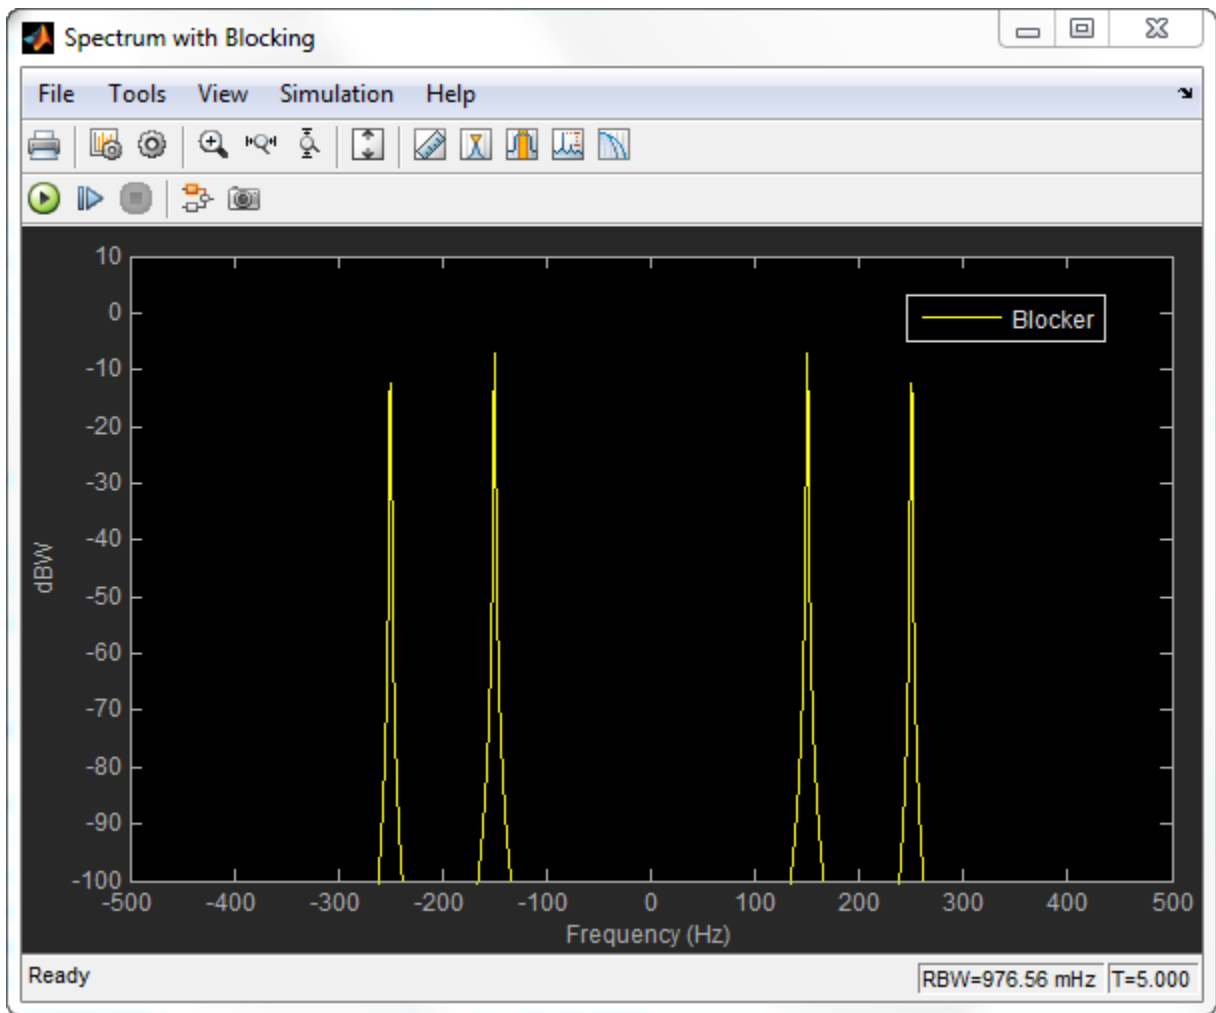 Spectrum with Blocking
File Tools View Simulation Help
10
0
-10
-20
-30
-40
-50
-60
-70
-80
-90
-100
dBW
Blocker
-500 -400 -300 -200 -100 0 100 200 300 400 500
Frequency (Hz)
Ready RBW=976.56 mHz T=5.000